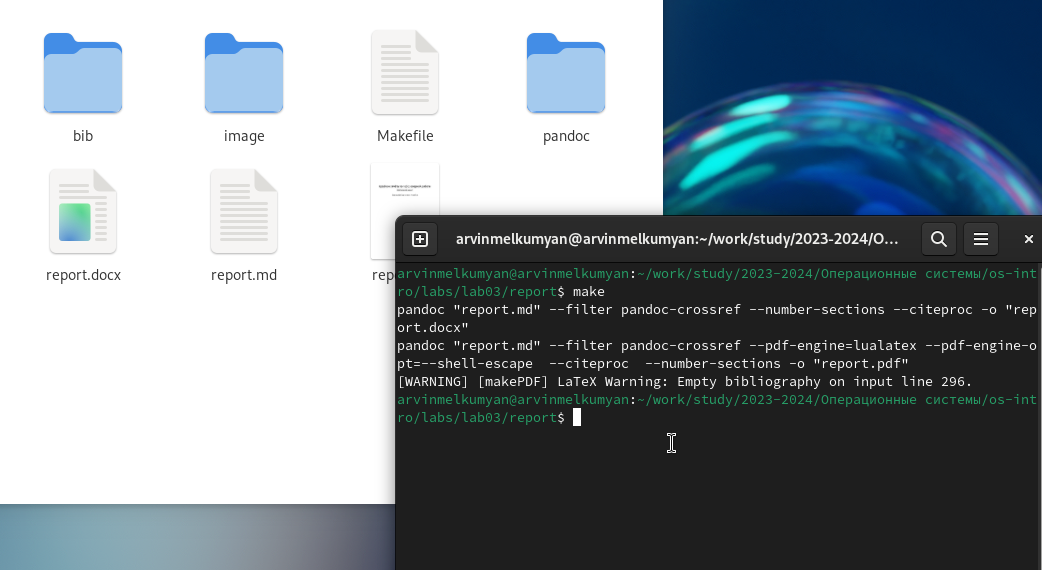 bib
image
Makefile
pandoc
report.docx
report.md
rep
arvinmelkumyan@arvinmelkumyan:~/work/study/2023-2024/O...
arvinmelkumyan@arvinmelkumyan:~/work/study/2023-2024/Операционные системы/os-int
ro/labs/lab03/report$ make
pandoc "report.md" --filter pandoc-crossref --number-sections --citeproc -o "rep
ort.docx"
pandoc "report.md" --filter pandoc-crossref --pdf-engine=lualatex --pdf-engine-o
pt=--shell-escape  --citeproc  --number-sections -o "report.pdf"
[WARNING] [makePDF] LaTeX Warning: Empty bibliography on input line 296.
arvinmelkumyan@arvinmelkumyan:~/work/study/2023-2024/Операционные системы/os-int
ro/labs/lab03/report$